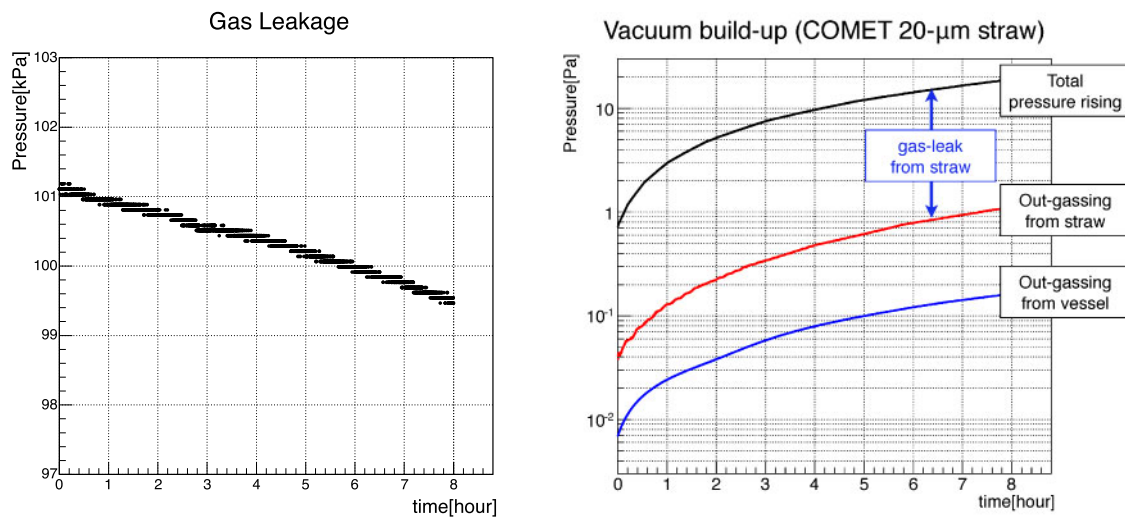 Gas Leakage
Pressure[kPa]
103
102
101
100
99
98
97
0 1 2 3 4 5 6 7 8
time[hour]
Vacuum build-up (COMET 20-μm straw)
Pressure[Pa]
10
1
10-1
10-2
0 1 2 3 4 5 6 7 8
time[hour]
Total
pressure rising
gas-leak
from straw
Out-gassing
from straw
Out-gassing
from vessel